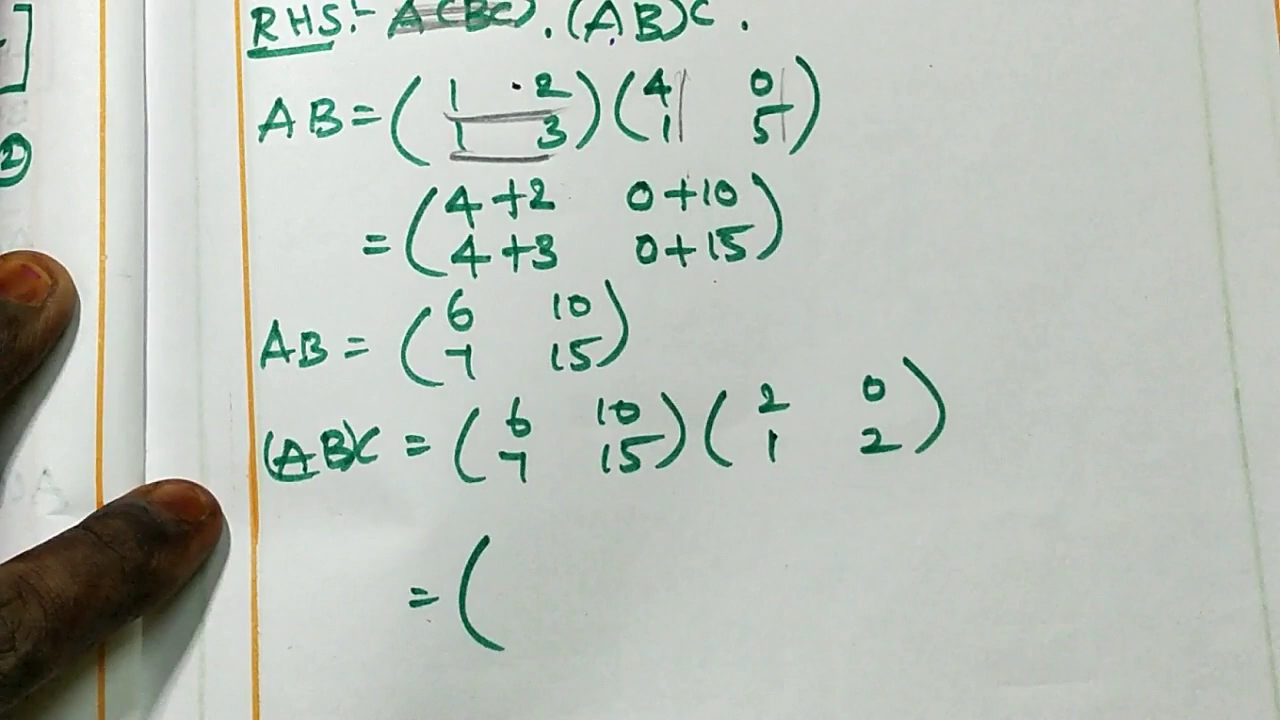 RHS:- A(BC). (AB)C.
AB = ( 1 2 ) ( 4 0 )
1 3 1 5
= ( 4+2 0+10 )
4+3 0+15
AB = ( 6 10 )
7 15
(AB)C = ( 6 10 ) ( 2 0 )
7 15 1 2
= (
2